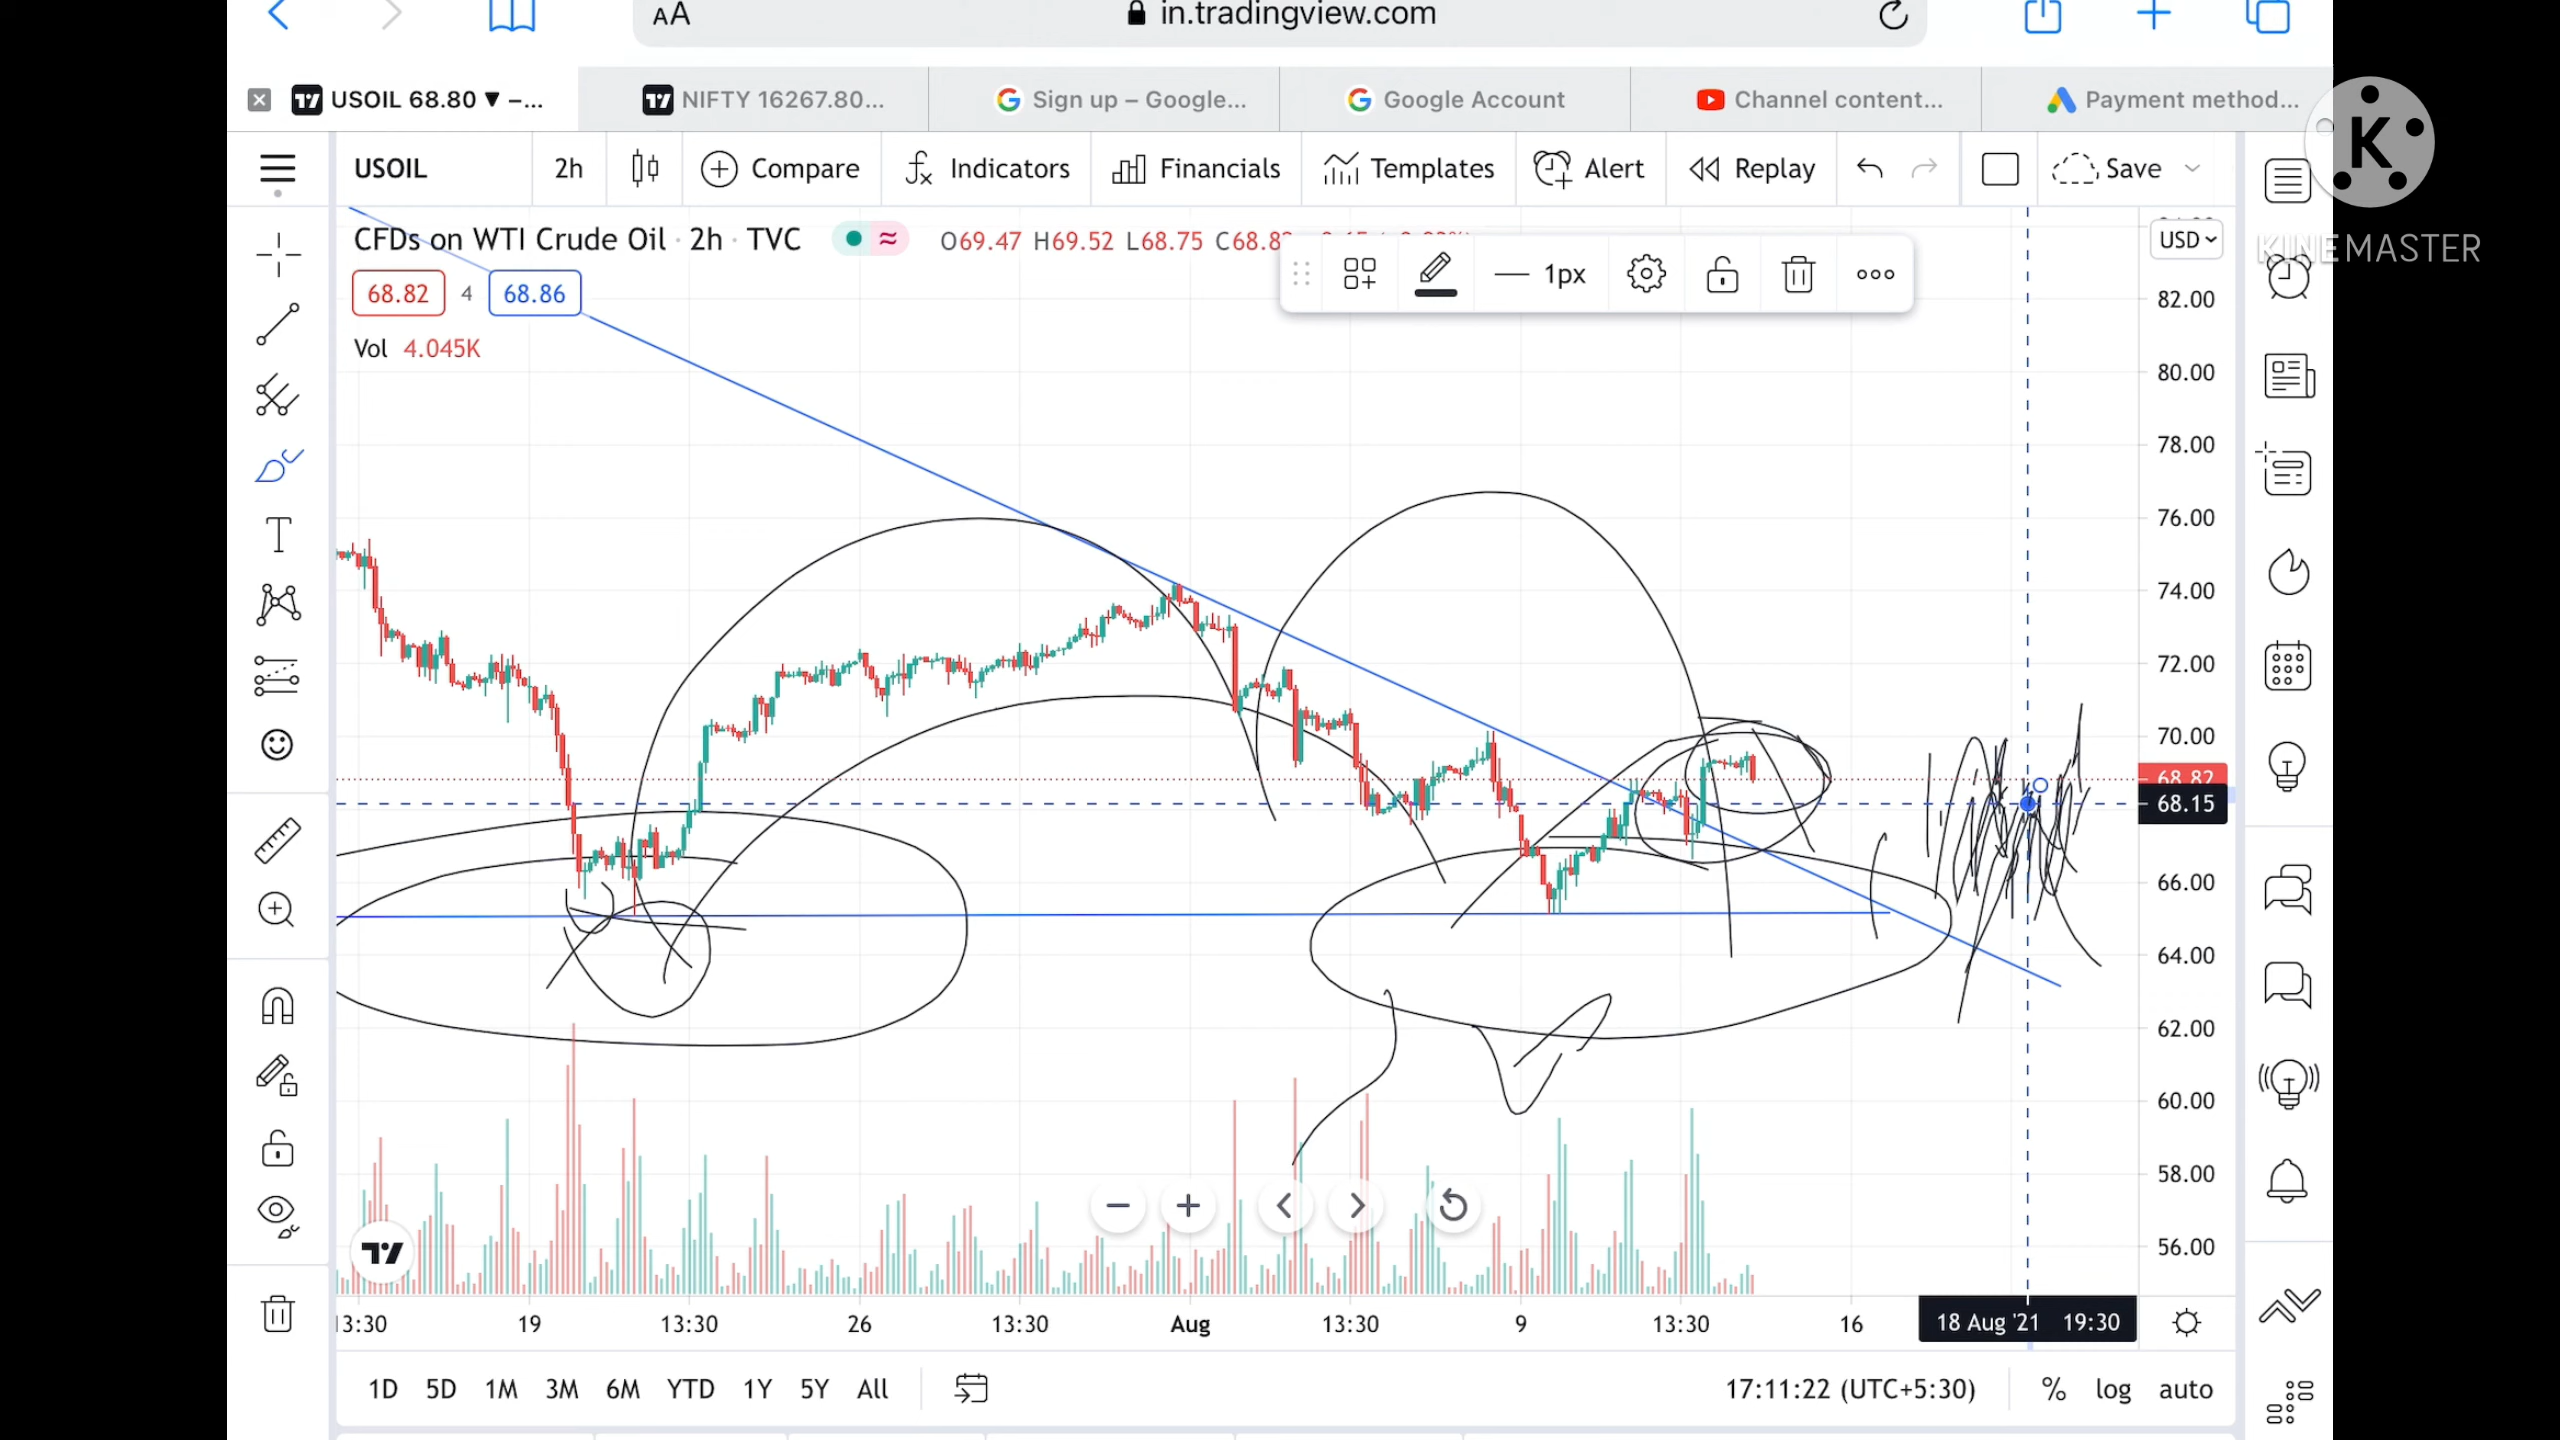 AA in.tradingview.com
USOIL 68.80 ▼ –... NIFTY 16267.80... Sign up – Google... Google Account Channel content... Payment method...
USOIL 2h Compare Indicators Financials Templates Alert Replay Save
K
KINEMASTER
CFDs on WTI Crude Oil · 2h · TVC O69.47 H69.52 L68.75 USD
68.82 4 68.86 1px
Vol 4.045K
82.00
80.00
78.00
76.00
74.00
72.00
70.00
68.82
68.15
66.00
64.00
62.00
60.00
58.00
56.00
13:30 19 13:30 26 13:30 Aug 13:30 9 13:30 16 18 Aug '21 19:30
1D 5D 1M 3M 6M YTD 1Y 5Y All 17:11:22 (UTC+5:30) % log auto